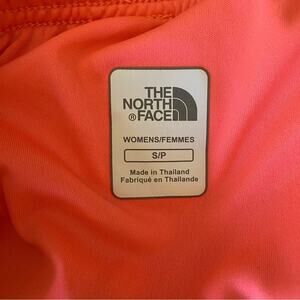 THE
NORTH
®FACE
WOMENS/FEMMES
S/P
Made in Thailand
Fabriqué en Thaïlande